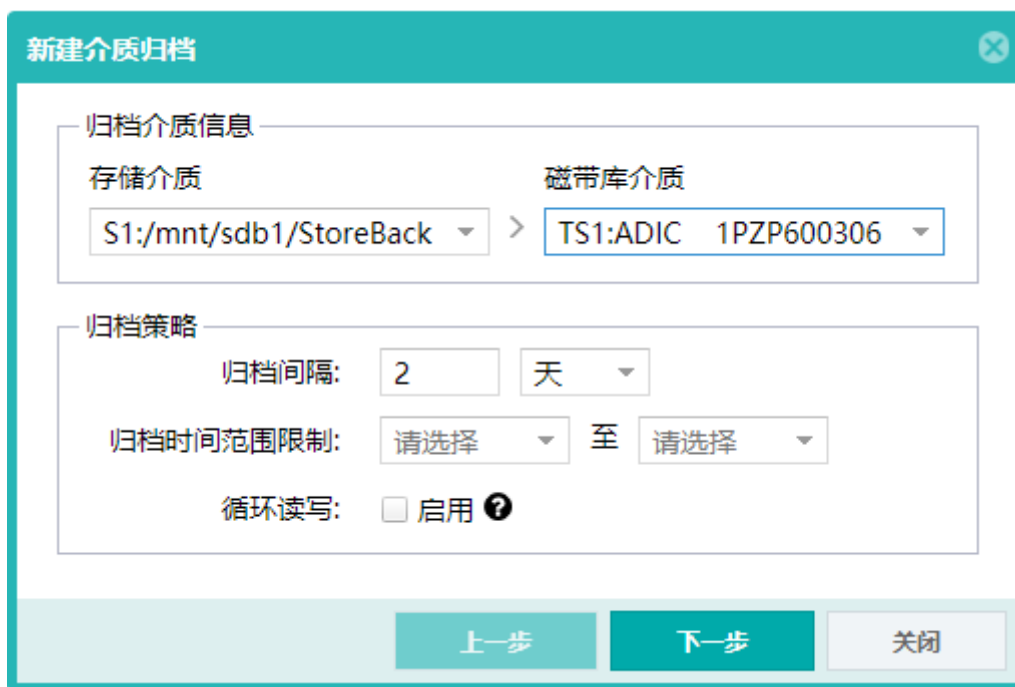 新建介质归档
归档介质信息
存储介质 磁带库介质
S1:/mnt/sdb1/StoreBack > TS1:ADIC 1PZP600306
归档策略
归档间隔: 2 天
归档时间范围限制: 请选择 至 请选择
循环读写: 启用 ?
上一步 下一步 关闭